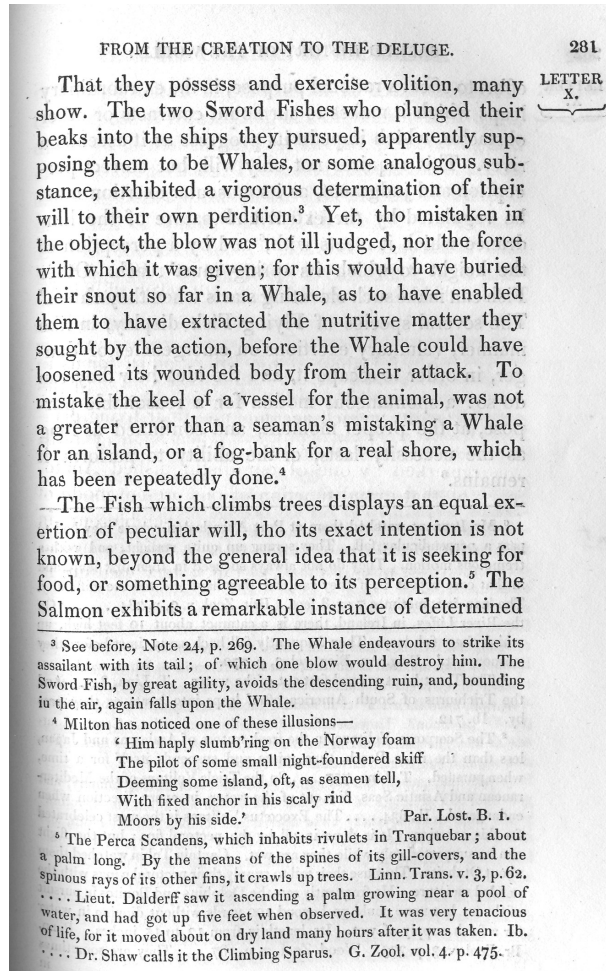 FROM THE CREATION TO THE DELUGE. 281
LETTER
X.
That they possess and exercise volition, many
show. The two Sword Fishes who plunged their
beaks into the ships they pursued, apparently sup-
posing them to be Whales, or some analogous sub-
stance, exhibited a vigorous determination of their
will to their own perdition.³ Yet, tho mistaken in
the object, the blow was not ill judged, nor the force
with which it was given; for this would have buried
their snout so far in a Whale, as to have enabled
them to have extracted the nutritive matter they
sought by the action, before the Whale could have
loosened its wounded body from their attack. To
mistake the keel of a vessel for the animal, was not
a greater error than a seaman's mistaking a Whale
for an island, or a fog-bank for a real shore, which
has been repeatedly done.⁴
The Fish which climbs trees displays an equal ex-
ertion of peculiar will, tho its exact intention is not
known, beyond the general idea that it is seeking for
food, or something agreeable to its perception.⁵ The
Salmon exhibits a remarkable instance of determined
³ See before, Note 24, p. 269. The Whale endeavours to strike its
assailant with its tail; of which one blow would destroy him. The
Sword Fish, by great agility, avoids the descending ruin, and, bounding
in the air, again falls upon the Whale.
⁴ Milton has noticed one of these illusions—
‘ Him haply slumb'ring on the Norway foam
The pilot of some small night-foundered skiff
Deeming some island, oft, as seamen tell,
With fixed anchor in his scaly rind
Moors by his side.’ Par. Lost. B. 1.
⁵ The Perca Scandens, which inhabits rivulets in Tranquebar; about
a palm long. By the means of the spines of its gill-covers, and the
spinous rays of its other fins, it crawls up trees. Linn. Trans. v. 3, p. 62.
. . . . Lieut. Dalderff saw it ascending a palm growing near a pool of
water, and had got up five feet when observed. It was very tenacious
of life, for it moved about on dry land many hours after it was taken. Ib.
. . . . Dr. Shaw calls it the Climbing Sparus. G. Zool. vol. 4. p. 475.